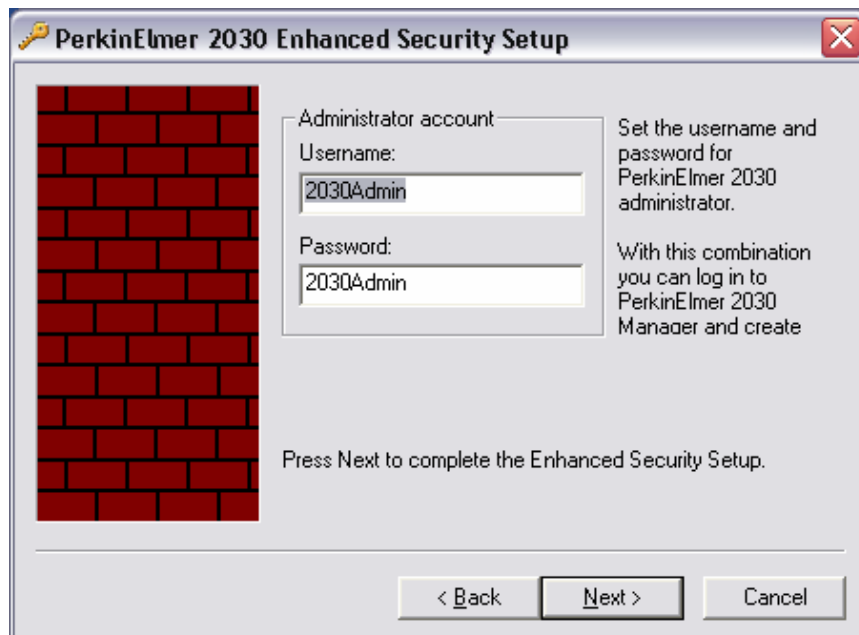 PerkinElmer 2030 Enhanced Security Setup
Administrator account
Username:
2030Admin
Password:
2030Admin
Set the username and
password for
PerkinElmer 2030
administrator.
With this combination
you can log in to
PerkinElmer 2030
Manager and create
Press Next to complete the Enhanced Security Setup.
< Back
Next >
Cancel